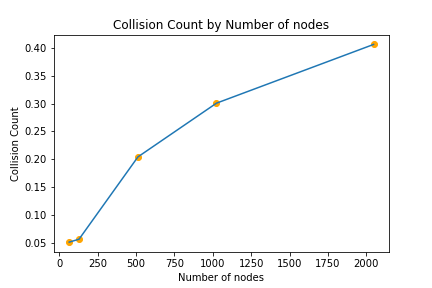 Collision Count by Number of nodes
0.40
0.35
0.30
0.25
0.20
0.15
0.10
0.05
Collision Count
0 250 500 750 1000 1250 1500 1750 2000
Number of nodes